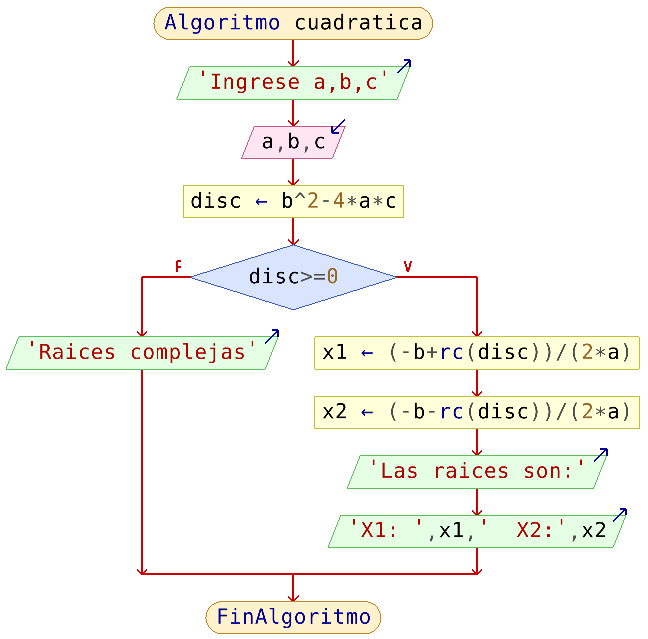 Algoritmo cuadratica
'Ingrese a,b,c'
a,b,c
disc ← b^2-4*a*c
disc>=0
F
V
'Raices complejas'
x1 ← (-b+rc(disc))/(2*a)
x2 ← (-b-rc(disc))/(2*a)
'Las raices son:'
'X1: ',x1,'  X2:',x2
FinAlgoritmo